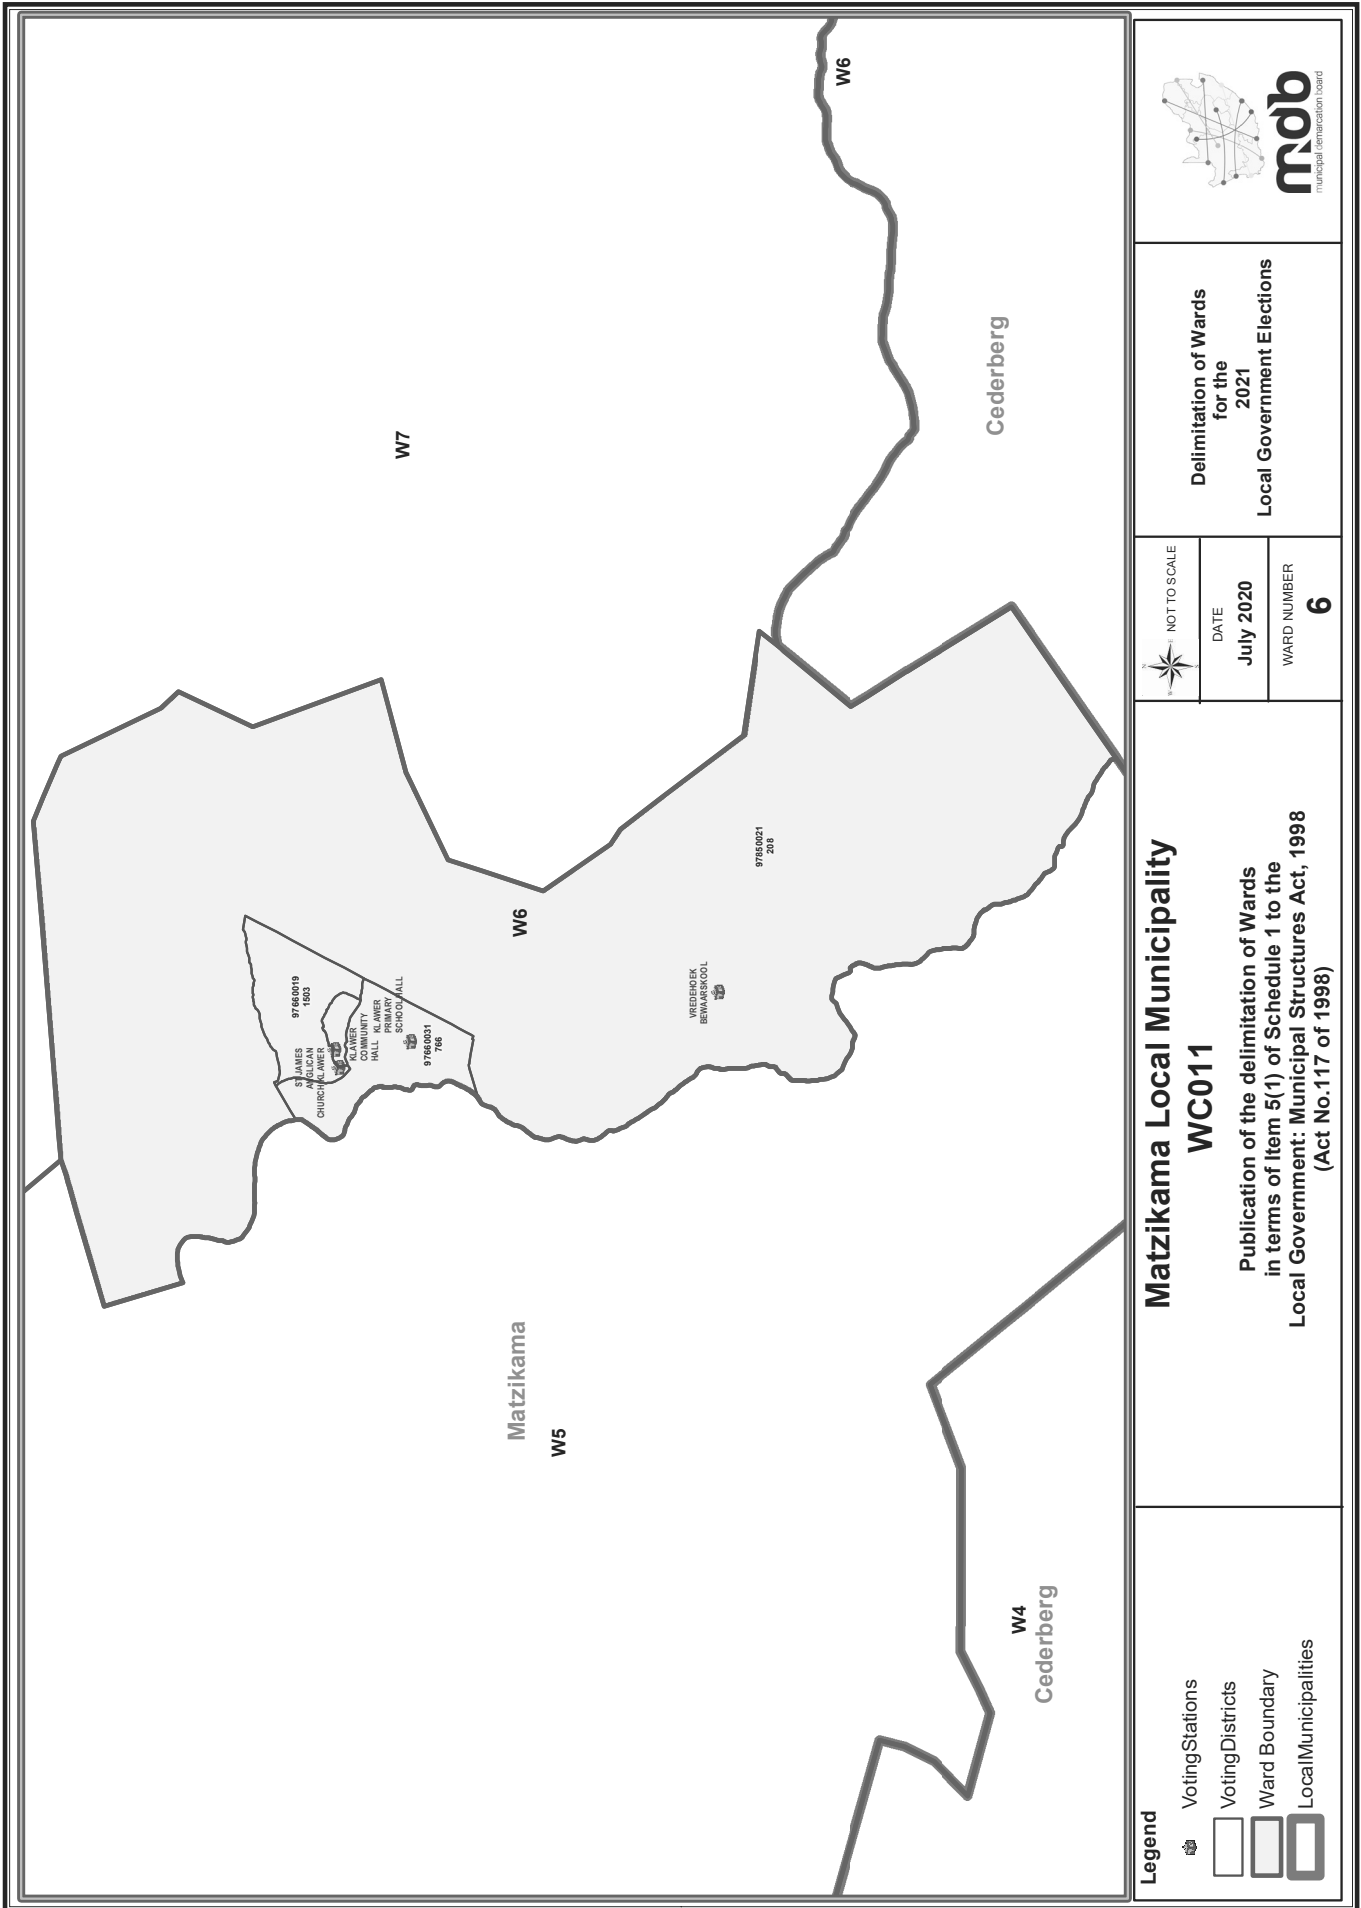 W6
W7
Cederberg
97660019
1503
ST JAMES
ANGLICAN
CHURCH KLAWER
KLAWER
COMMUNITY
HALL
KLAWER
PRIMARY
SCHOOL HALL
97660031
766
W6
VREDEHOEK
BEWAARSKOOL
97850021
208
Matzikama
W5
W4
Cederberg
Legend
VotingStations
VotingDistricts
Ward Boundary
LocalMunicipalities
Matzikama Local Municipality
WC011
Publication of the delimitation of Wards
in terms of Item 5(1) of Schedule 1 to the
Local Government: Municipal Structures Act, 1998
(Act No.117 of 1998)
N
E
S
W
NOT TO SCALE
DATE
July 2020
WARD NUMBER
6
Delimitation of Wards
for the
2021
Local Government Elections
mdb
municipal demarcation board